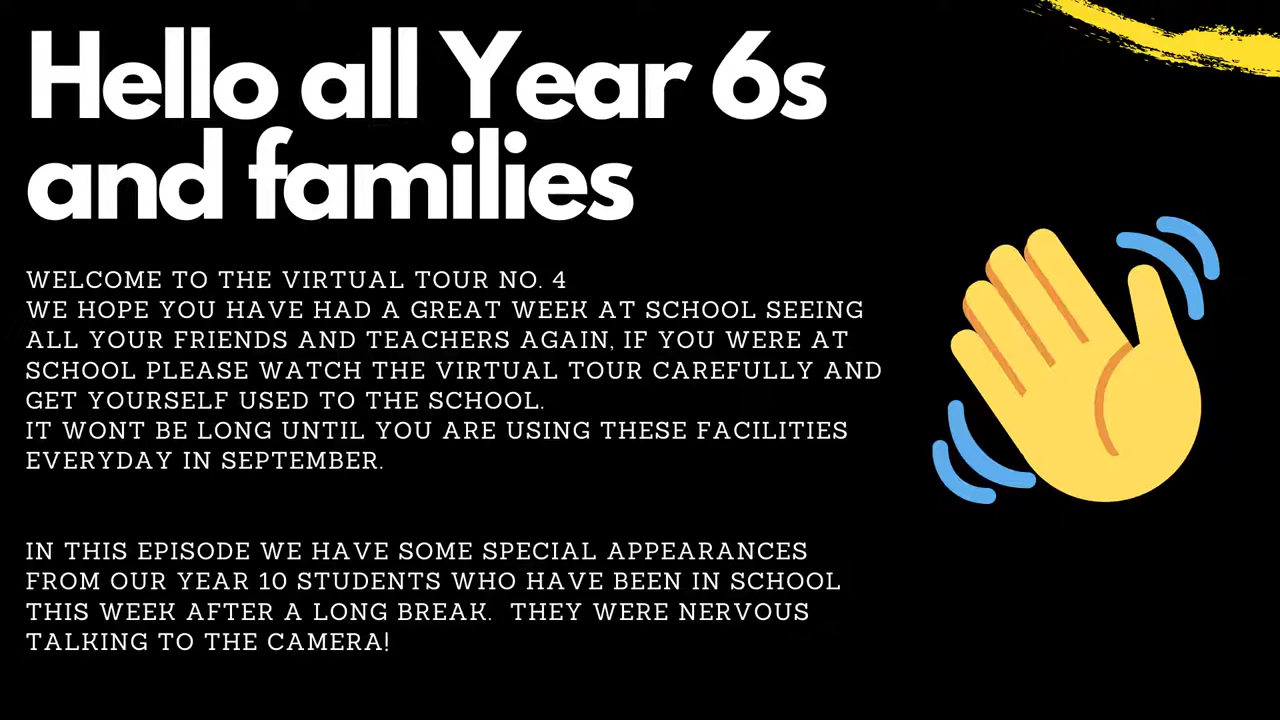 Hello all Year 6s
and families
WELCOME TO THE VIRTUAL TOUR NO. 4
WE HOPE YOU HAVE HAD A GREAT WEEK AT SCHOOL SEEING
ALL YOUR FRIENDS AND TEACHERS AGAIN, IF YOU WERE AT
SCHOOL PLEASE WATCH THE VIRTUAL TOUR CAREFULLY AND
GET YOURSELF USED TO THE SCHOOL.
IT WONT BE LONG UNTIL YOU ARE USING THESE FACILITIES
EVERYDAY IN SEPTEMBER.
IN THIS EPISODE WE HAVE SOME SPECIAL APPEARANCES
FROM OUR YEAR 10 STUDENTS WHO HAVE BEEN IN SCHOOL
THIS WEEK AFTER A LONG BREAK.  THEY WERE NERVOUS
TALKING TO THE CAMERA!